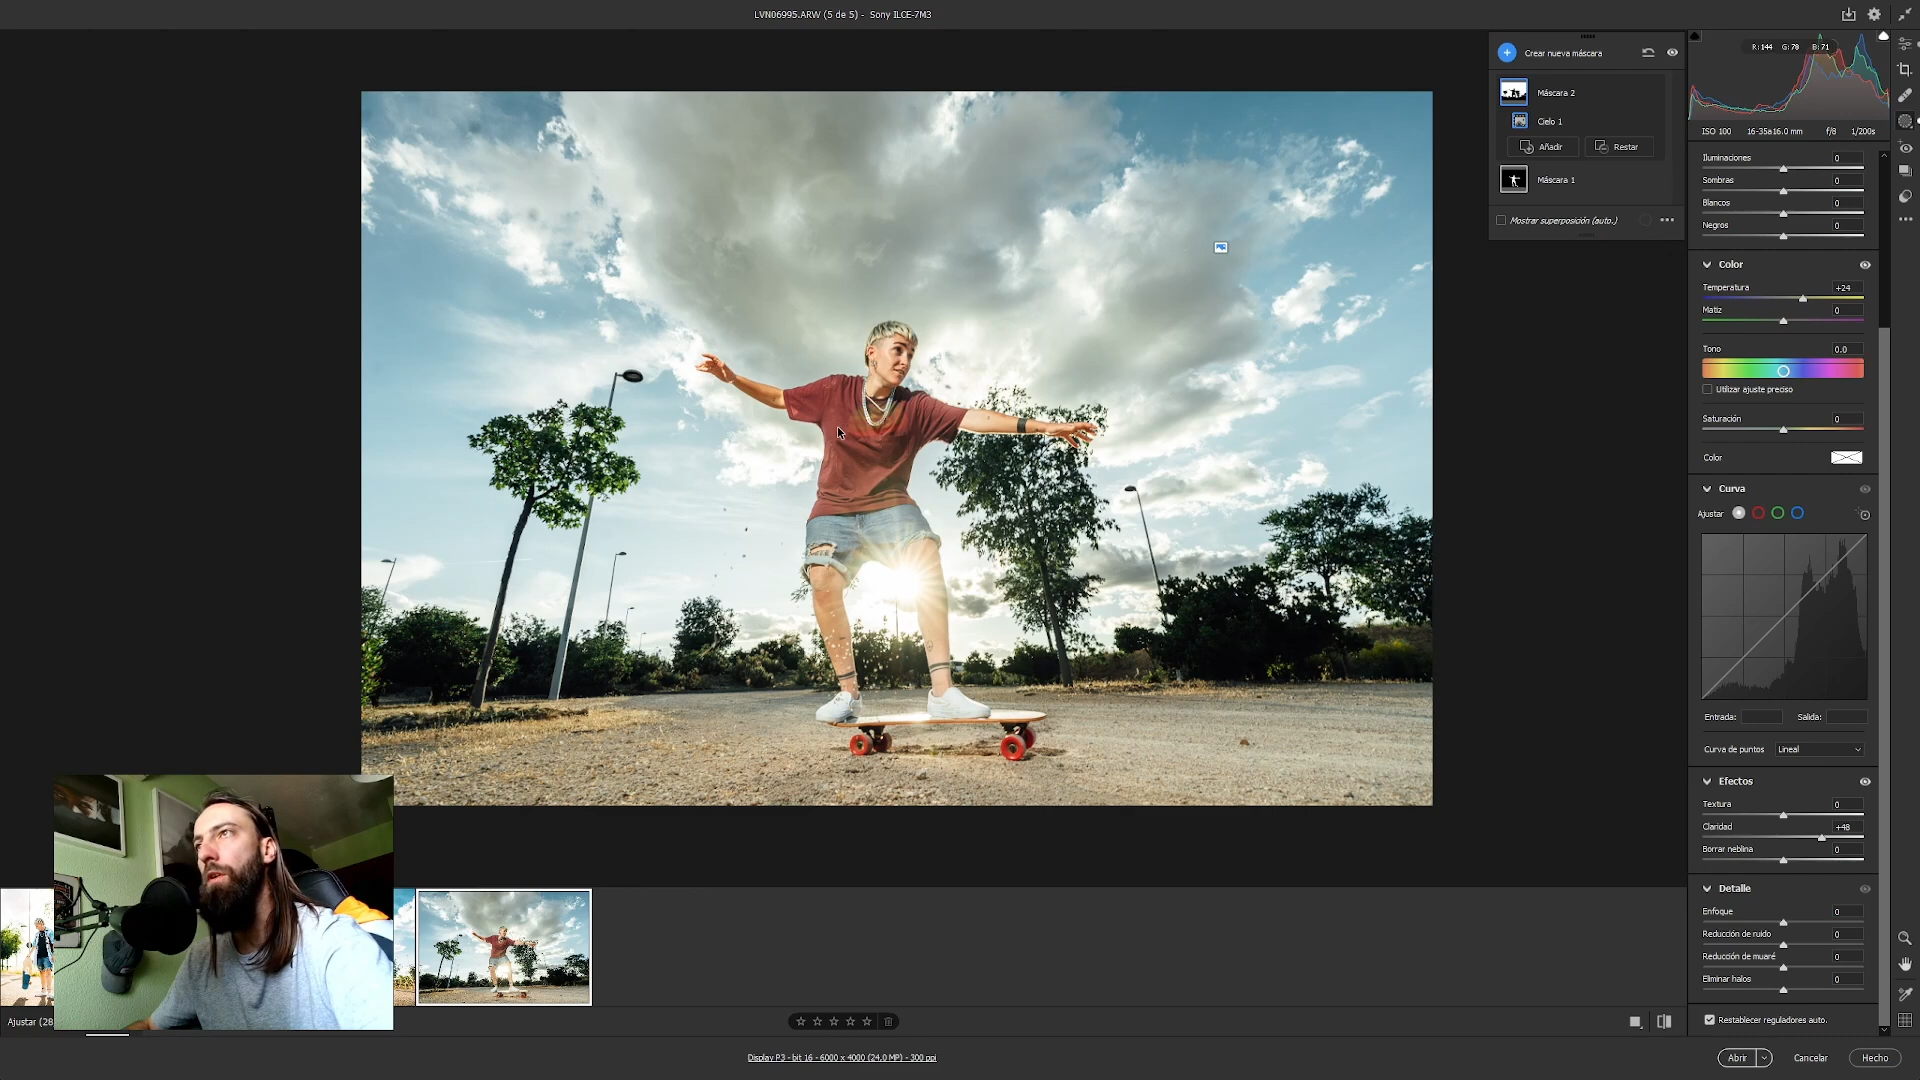 LVN06995.ARW (5 de 5) - Sony ILCE-7M3
Crear nueva máscara
Máscara 2
Cielo 1
Añadir
Restar
Máscara 1
Mostrar superposición (auto.)
R:144 G:78 B:71
ISO 100 16-35a16.0 mm f/8 1/200s
Iluminaciones 0
Sombras 0
Blancos 0
Negros 0
Color
Temperatura +24
Matiz 0
Tono 0.0
Utilizar ajuste preciso
Saturación 0
Color
Curva
Ajustar
Entrada: Salida:
Curva de puntos Lineal
Efectos
Textura 0
Claridad +48
Borrar neblina 0
Detalle
Enfoque 0
Reducción de ruido 0
Reducción de muaré 0
Eliminar halos 0
Restablecer reguladores auto.
Ajustar (28
Display P3 - bit 16 - 6000 x 4000 (24.0 MP) - 300 ppi
Abrir
Cancelar
Hecho